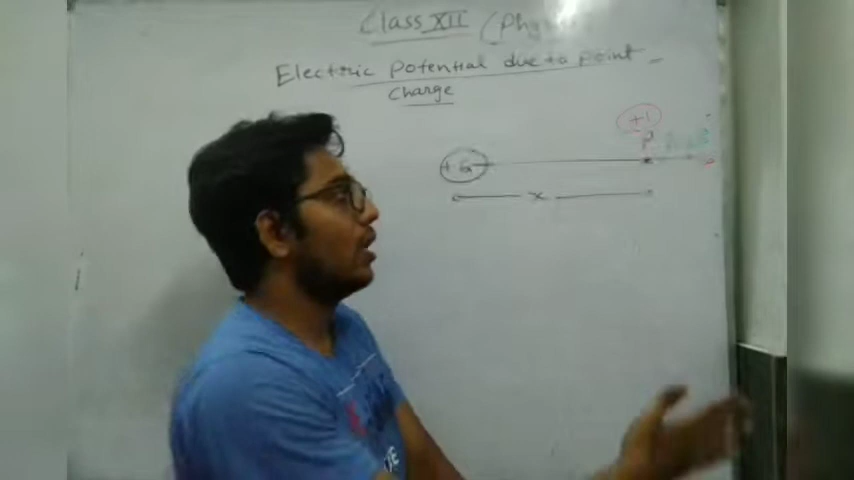 Class XII (Phy
Electric Potential due to point
charge
+1
P
+Q
x